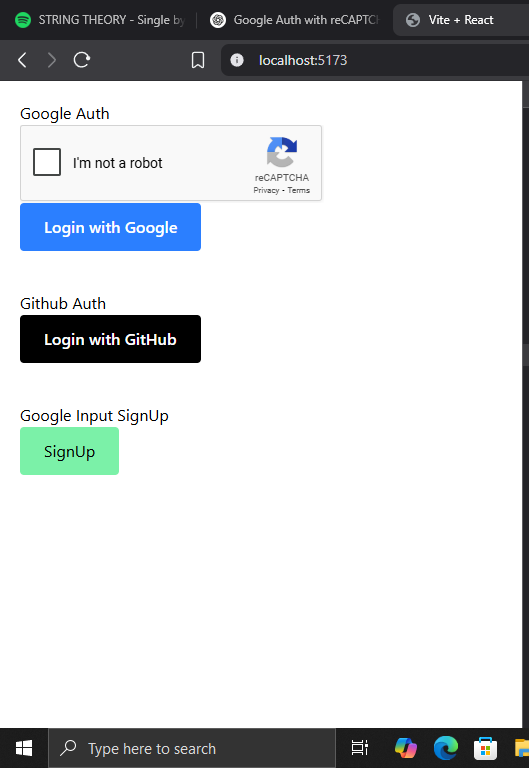 STRING THEORY - Single by
Google Auth with reCAPTCH
Vite + React
localhost:5173
Google Auth
I'm not a robot
reCAPTCHA
Privacy - Terms
Login with Google
Github Auth
Login with GitHub
Google Input SignUp
SignUp
Type here to search